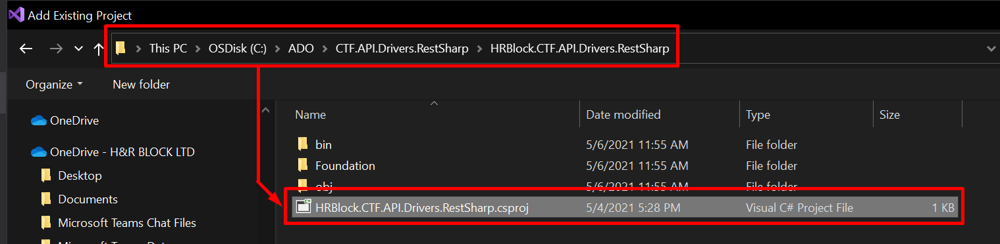 Add Existing Project
This PC > OSDisk (C:) > ADO > CTF.API.Drivers.RestSharp > HRBlock.CTF.API.Drivers.RestSharp
Organize New folder
Name Date modified Type Size
OneDrive
OneDrive - H&R BLOCK LTD
Desktop
Documents
Microsoft Teams Chat Files
bin 5/6/2021 11:55 AM File folder
Foundation 5/6/2021 11:55 AM File folder
obj 5/6/2021 11:55 AM File folder
HRBlock.CTF.API.Drivers.RestSharp.csproj 5/4/2021 5:28 PM Visual C# Project File 1 KB